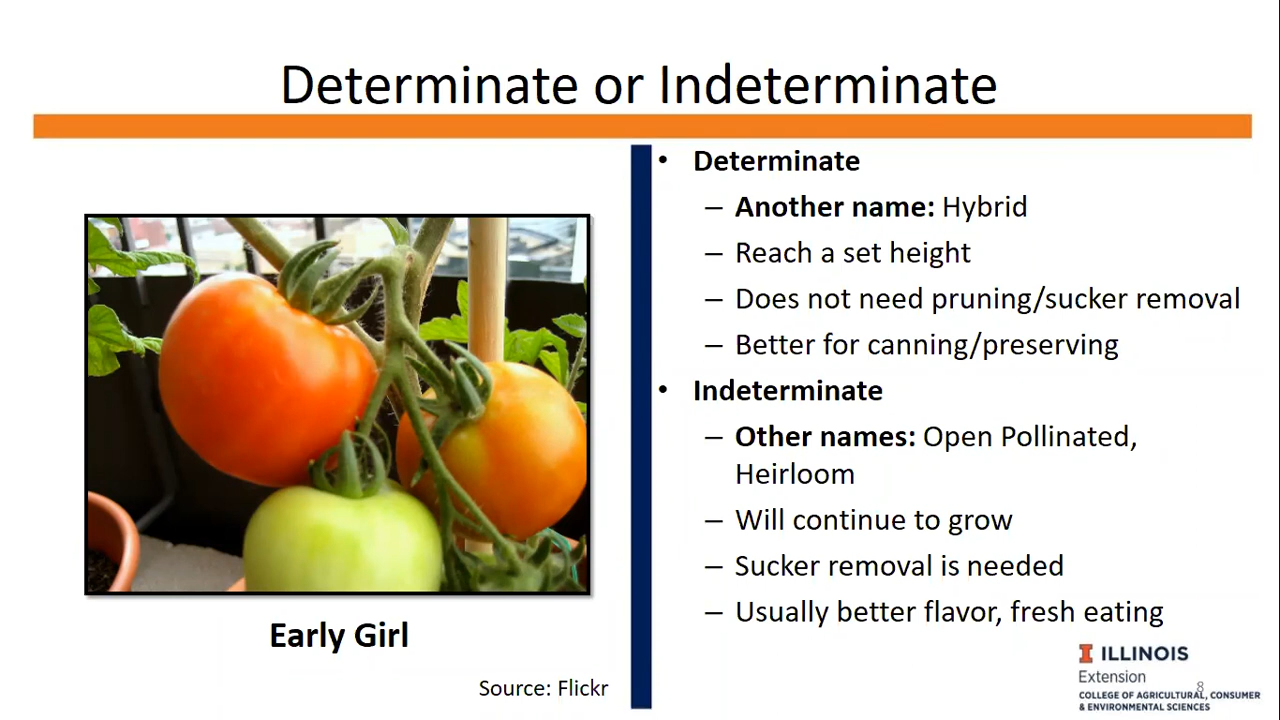 Determinate or Indeterminate
• Determinate
– Another name: Hybrid
– Reach a set height
– Does not need pruning/sucker removal
– Better for canning/preserving
• Indeterminate
– Other names: Open Pollinated,
Heirloom
– Will continue to grow
– Sucker removal is needed
– Usually better flavor, fresh eating
Early Girl
Source: Flickr
I ILLINOIS
Extension
8
COLLEGE OF AGRICULTURAL, CONSUMER
& ENVIRONMENTAL SCIENCES